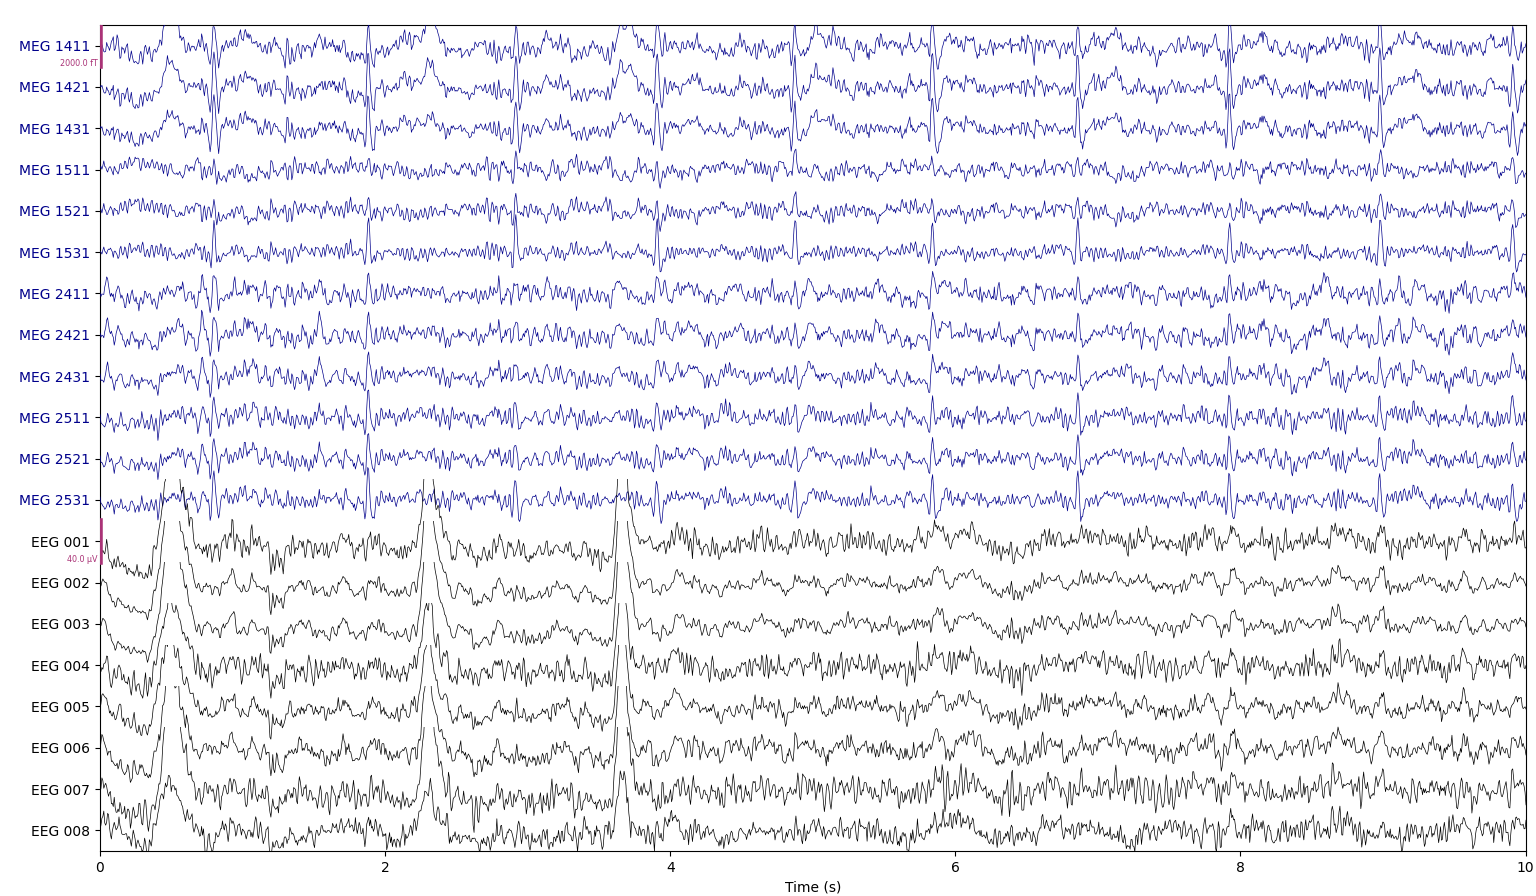 MEG 1411
2000.0 fT
MEG 1421
MEG 1431
MEG 1511
MEG 1521
MEG 1531
MEG 2411
MEG 2421
MEG 2431
MEG 2511
MEG 2521
MEG 2531
EEG 001
40.0 µV
EEG 002
EEG 003
EEG 004
EEG 005
EEG 006
EEG 007
EEG 008
0 2 4 6 8 10
Time (s)